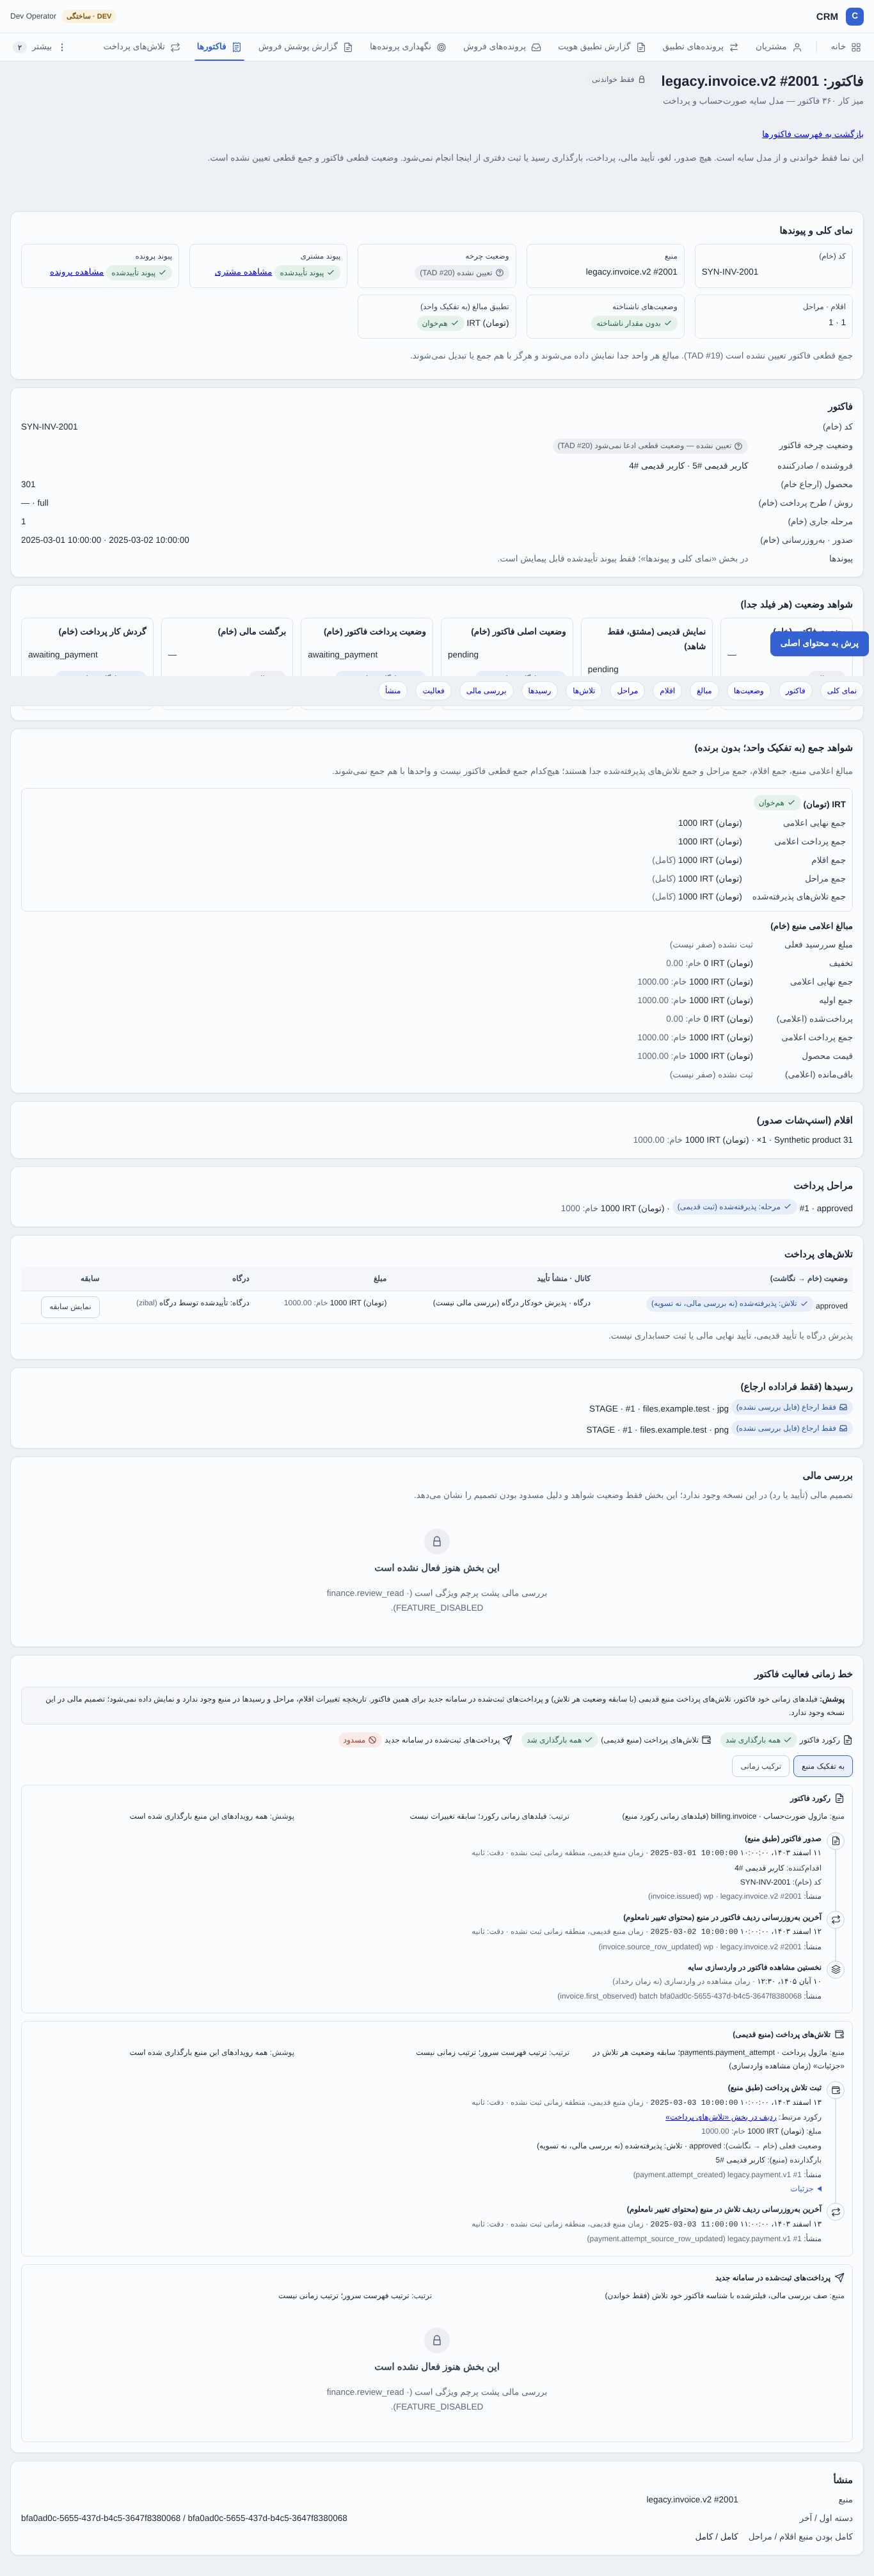 C CRM
DEV · ساختگی Dev Operator
خانه مشتریان پرونده‌های تطبیق گزارش تطبیق هویت پرونده‌های فروش نگهداری پرونده‌ها گزارش پوشش فروش فاکتورها تلاش‌های پرداخت بیشتر ۲
فاکتور: legacy.invoice.v2 #2001 فقط خواندنی
میز کار ۳۶۰ فاکتور — مدل سایه صورت‌حساب و پرداخت
بازگشت به فهرست فاکتورها
این نما فقط خواندنی و از مدل سایه است. هیچ صدور، لغو، تأیید مالی، پرداخت، بارگذاری رسید یا ثبت دفتری از اینجا انجام نمی‌شود. وضعیت قطعی فاکتور و جمع قطعی تعیین نشده است.
نمای کلی و پیوندها
کد (خام)
SYN-INV-2001
منبع
legacy.invoice.v2 #2001
وضعیت چرخه
تعیین نشده (TAD #20)
پیوند مشتری
پیوند تأییدشده مشاهده مشتری
پیوند پرونده
پیوند تأییدشده مشاهده پرونده
اقلام · مراحل
1 · 1
وضعیت‌های ناشناخته
بدون مقدار ناشناخته
تطبیق مبالغ (به تفکیک واحد)
IRT (تومان) هم‌خوان
جمع قطعی فاکتور تعیین نشده است (TAD #19). مبالغ هر واحد جدا نمایش داده می‌شوند و هرگز با هم جمع یا تبدیل نمی‌شوند.
فاکتور
کد (خام) SYN-INV-2001
وضعیت چرخه فاکتور تعیین نشده — وضعیت قطعی ادعا نمی‌شود (TAD #20)
فروشنده / صادرکننده کاربر قدیمی #5 · کاربر قدیمی #4
محصول (ارجاع خام) 301
روش / طرح پرداخت (خام) — · full
مرحله جاری (خام) 1
صدور · به‌روزرسانی (خام) 2025-03-01 10:00:00 · 2025-03-02 10:00:00
پیوندها در بخش «نمای کلی و پیوندها»؛ فقط پیوند تأییدشده قابل پیمایش است.
شواهد وضعیت (هر فیلد جدا)
—
نمایش قدیمی (مشتق، فقط شاهد)
pending
وضعیت اصلی فاکتور (خام)
pending
وضعیت پرداخت فاکتور (خام)
awaiting_payment
برگشت مالی (خام)
—
گردش کار پرداخت (خام)
awaiting_payment
پرش به محتوای اصلی
نمای کلی فاکتور وضعیت‌ها مبالغ اقلام مراحل تلاش‌ها رسیدها بررسی مالی فعالیت منشأ
شواهد جمع (به تفکیک واحد؛ بدون برنده)
مبالغ اعلامی منبع، جمع اقلام، جمع مراحل و جمع تلاش‌های پذیرفته‌شده جدا هستند؛ هیچ‌کدام جمع قطعی فاکتور نیست و واحدها با هم جمع نمی‌شوند.
IRT (تومان) هم‌خوان
جمع نهایی اعلامی 1000 IRT (تومان)
جمع پرداخت اعلامی 1000 IRT (تومان)
جمع اقلام 1000 IRT (تومان) (کامل)
جمع مراحل 1000 IRT (تومان) (کامل)
جمع تلاش‌های پذیرفته‌شده 1000 IRT (تومان) (کامل)
مبالغ اعلامی منبع (خام)
مبلغ سررسید فعلی ثبت نشده (صفر نیست)
تخفیف 0 IRT (تومان) خام: 0.00
جمع نهایی اعلامی 1000 IRT (تومان) خام: 1000.00
جمع اولیه 1000 IRT (تومان) خام: 1000.00
پرداخت‌شده (اعلامی) 0 IRT (تومان) خام: 0.00
جمع پرداخت اعلامی 1000 IRT (تومان) خام: 1000.00
قیمت محصول 1000 IRT (تومان) خام: 1000.00
باقی‌مانده (اعلامی) ثبت نشده (صفر نیست)
اقلام (اسنپ‌شات صدور)
Synthetic product 31 · ×1 · 1000 IRT (تومان) خام: 1000.00
مراحل پرداخت
#1 · approved مرحله: پذیرفته‌شده (ثبت قدیمی) · 1000 IRT (تومان) خام: 1000
تلاش‌های پرداخت
وضعیت (خام → نگاشت) کانال · منشأ تأیید مبلغ درگاه سابقه
approved تلاش: پذیرفته‌شده (نه بررسی مالی، نه تسویه) درگاه · پذیرش خودکار درگاه (بررسی مالی نیست) 1000 IRT (تومان) خام: 1000.00 درگاه: تأییدشده توسط درگاه (zibal) نمایش سابقه
پذیرش درگاه یا تأیید قدیمی، تأیید نهایی مالی یا ثبت حسابداری نیست.
رسیدها (فقط فراداده ارجاع)
فقط ارجاع (فایل بررسی نشده) STAGE · #1 · files.example.test · jpg
فقط ارجاع (فایل بررسی نشده) STAGE · #1 · files.example.test · png
بررسی مالی
تصمیم مالی (تأیید یا رد) در این نسخه وجود ندارد؛ این بخش فقط وضعیت شواهد و دلیل مسدود بودن تصمیم را نشان می‌دهد.
این بخش هنوز فعال نشده است
بررسی مالی پشت پرچم ویژگی است (finance.review_read ·
FEATURE_DISABLED).
خط زمانی فعالیت فاکتور
پوشش: فیلدهای زمانی خود فاکتور، تلاش‌های پرداخت منبع قدیمی (با سابقه وضعیت هر تلاش) و پرداخت‌های ثبت‌شده در سامانه جدید برای همین فاکتور. تاریخچه تغییرات اقلام، مراحل و رسیدها در منبع وجود ندارد و نمایش داده نمی‌شود؛ تصمیم مالی در این
نسخه وجود ندارد.
رکورد فاکتور همه بارگذاری شد تلاش‌های پرداخت (منبع قدیمی) همه بارگذاری شد پرداخت‌های ثبت‌شده در سامانه جدید مسدود
به تفکیک منبع ترکیب زمانی
رکورد فاکتور
منبع: ماژول صورت‌حساب · billing.invoice (فیلدهای زمانی رکورد منبع) ترتیب: فیلدهای زمانی رکورد؛ سابقه تغییرات نیست پوشش: همه رویدادهای این منبع بارگذاری شده است
صدور فاکتور (طبق منبع)
۱۱ اسفند ۱۴۰۳، ۱۰:۰۰:۰۰ 2025-03-01 10:00:00 · زمان منبع قدیمی، منطقه زمانی ثبت نشده · دقت: ثانیه
اقدام‌کننده: کاربر قدیمی #4
کد (خام): SYN-INV-2001
منشأ: wp · legacy.invoice.v2 #2001 (invoice.issued)
آخرین به‌روزرسانی ردیف فاکتور در منبع (محتوای تغییر نامعلوم)
۱۲ اسفند ۱۴۰۳، ۱۰:۰۰:۰۰ 2025-03-02 10:00:00 · زمان منبع قدیمی، منطقه زمانی ثبت نشده · دقت: ثانیه
منشأ: wp · legacy.invoice.v2 #2001 (invoice.source_row_updated)
نخستین مشاهده فاکتور در واردسازی سایه
۱۰ آبان ۱۴۰۵، ۱۲:۳۰ · زمان مشاهده در واردسازی (نه زمان رخداد)
منشأ: batch bfa0ad0c-5655-437d-b4c5-3647f8380068 (invoice.first_observed)
تلاش‌های پرداخت (منبع قدیمی)
منبع: ماژول پرداخت · payments.payment_attempt؛ سابقه وضعیت هر تلاش در «جزئیات» (زمان مشاهده واردسازی) ترتیب: ترتیب فهرست سرور؛ ترتیب زمانی نیست پوشش: همه رویدادهای این منبع بارگذاری شده است
ثبت تلاش پرداخت (طبق منبع)
۱۳ اسفند ۱۴۰۳، ۱۰:۰۰:۰۰ 2025-03-03 10:00:00 · زمان منبع قدیمی، منطقه زمانی ثبت نشده · دقت: ثانیه
رکورد مرتبط: ردیف در بخش «تلاش‌های پرداخت»
مبلغ: 1000 IRT (تومان) خام: 1000.00
وضعیت فعلی (خام → نگاشت): approved · تلاش: پذیرفته‌شده (نه بررسی مالی، نه تسویه)
بارگذارنده (منبع): کاربر قدیمی #5
منشأ: legacy.payment.v1 #1 (payment.attempt_created)
جزئیات
آخرین به‌روزرسانی ردیف تلاش در منبع (محتوای تغییر نامعلوم)
۱۳ اسفند ۱۴۰۳، ۱۱:۰۰:۰۰ 2025-03-03 11:00:00 · زمان منبع قدیمی، منطقه زمانی ثبت نشده · دقت: ثانیه
منشأ: legacy.payment.v1 #1 (payment.attempt_source_row_updated)
پرداخت‌های ثبت‌شده در سامانه جدید
منبع: صف بررسی مالی، فیلترشده با شناسه فاکتور خود تلاش (فقط خواندن) ترتیب: ترتیب فهرست سرور؛ ترتیب زمانی نیست
این بخش هنوز فعال نشده است
بررسی مالی پشت پرچم ویژگی است (finance.review_read ·
FEATURE_DISABLED).
منشأ
منبع legacy.invoice.v2 #2001
دسته اول / آخر bfa0ad0c-5655-437d-b4c5-3647f8380068 / bfa0ad0c-5655-437d-b4c5-3647f8380068
کامل بودن منبع اقلام / مراحل کامل / کامل